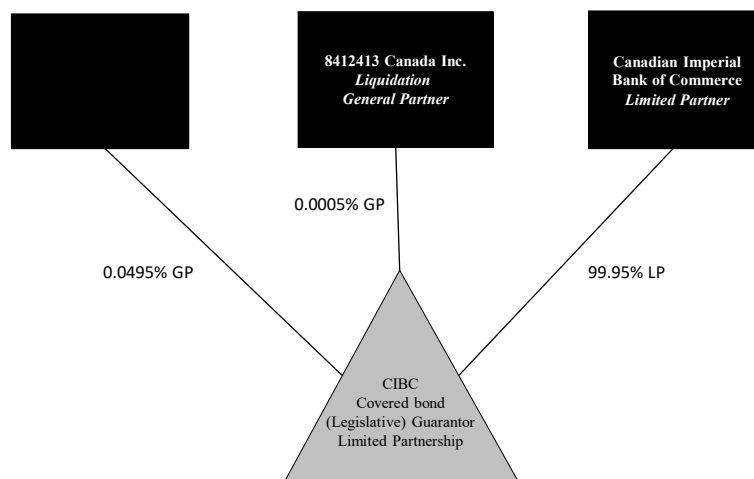 8412413 Canada Inc.
Liquidation
General Partner
Canadian Imperial
Bank of Commerce
Limited Partner
0.0005% GP
0.0495% GP
99.95% LP
CIBC
Covered bond
(Legislative) Guarantor
Limited Partnership